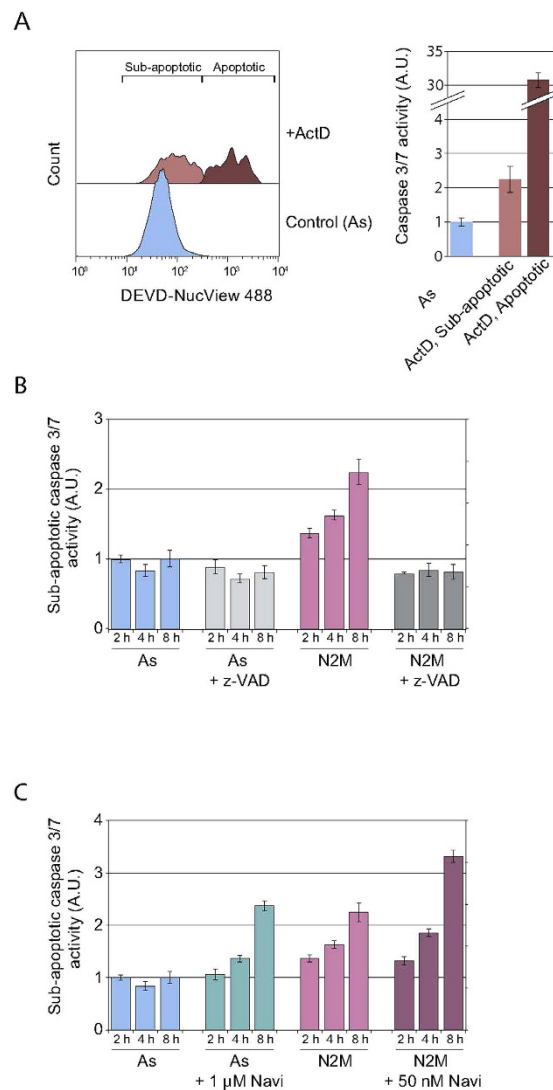 A
Sub-apoptotic Apoptotic
+ActD
Count
Control (As)
10⁰ 10¹ 10² 10³ 10⁴
DEVD-NucView 488
Caspase 3/7 activity (A.U.)
35
30
4
3
2
1
0
As
ActD, Sub-apoptotic
ActD, Apoptotic
B
Sub-apoptotic caspase 3/7
activity (A.U.)
3
2
1
0
2 h 4 h 8 h 2 h 4 h 8 h 2 h 4 h 8 h 2 h 4 h 8 h
As As N2M N2M
+ z-VAD + z-VAD
C
Sub-apoptotic caspase 3/7
activity (A.U.)
4
3
2
1
0
2 h 4 h 8 h 2 h 4 h 8 h 2 h 4 h 8 h 2 h 4 h 8 h
As As N2M N2M
+ 1 μM Navi + 50 nM Navi